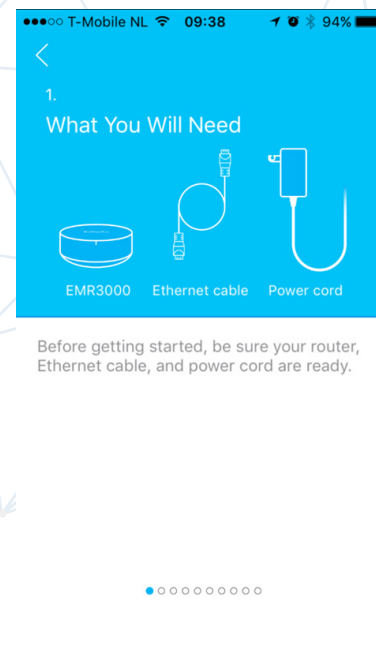 T-Mobile NL 09:38 94%
1.
What You Will Need
EMR3000 Ethernet cable Power cord
Before getting started, be sure your router,
Ethernet cable, and power cord are ready.